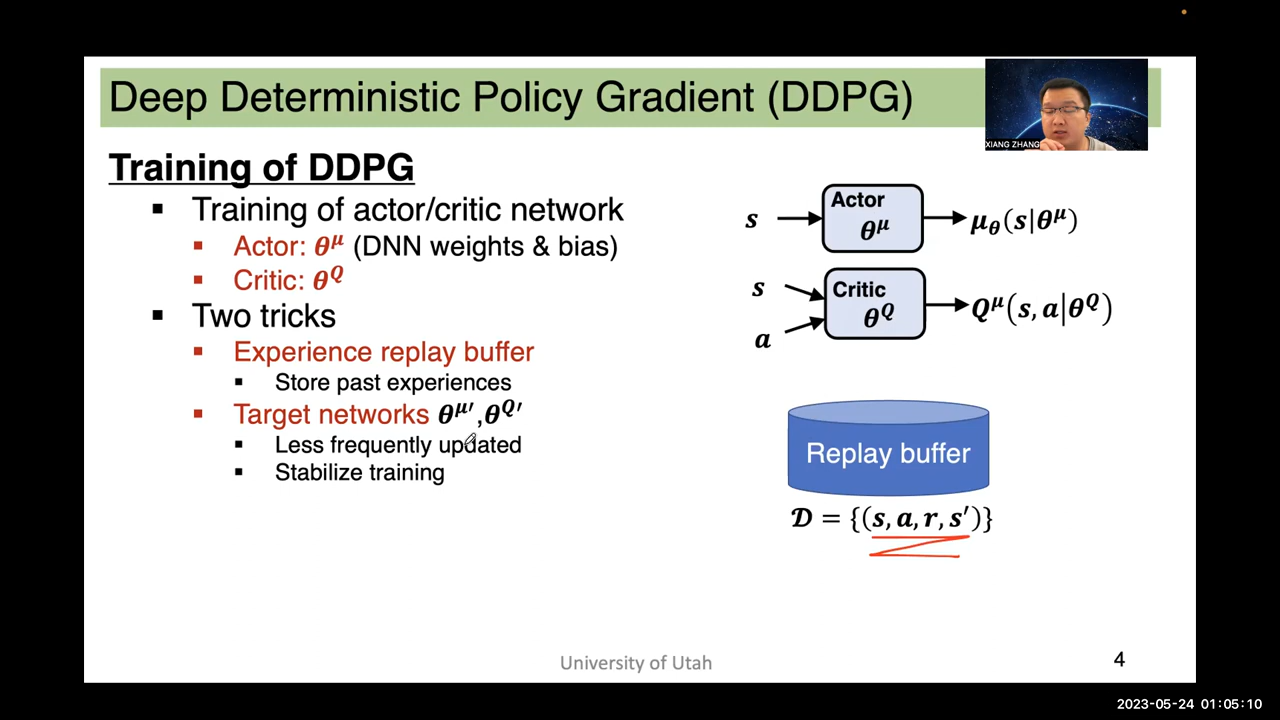 Deep Deterministic Policy Gradient (DDPG)
XIANG ZHANG
Training of DDPG
▪ Training of actor/critic network
▪ Actor: θ^μ (DNN weights & bias)
▪ Critic: θ^Q
▪ Two tricks
▪ Experience replay buffer
▪ Store past experiences
▪ Target networks θ^μ′,θ^Q′
▪ Less frequently updated
▪ Stabilize training
Actor
s
θ^μ
μ_θ(s|θ^μ)
s
Critic
a
θ^Q
Q^μ(s, a|θ^Q)
Replay buffer
𝒟 = {(s, a, r, s′)}
University of Utah
4
2023-05-24 01:05:10